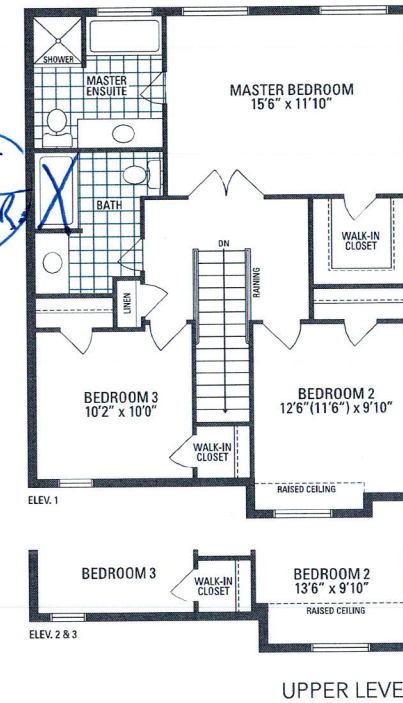 SHOWER
MASTER
ENSUITE
MASTER BEDROOM
15'6" x 11'10"
BATH
WALK-IN
CLOSET
DN
RAINING
LINEN
BEDROOM 3
10'2" x 10'0"
BEDROOM 2
12'6"(11'6") x 9'10"
WALK-IN
CLOSET
RAISED CEILING
ELEV. 1
BEDROOM 3
WALK-IN
CLOSET
BEDROOM 2
13'6" x 9'10"
RAISED CEILING
ELEV. 2 & 3
UPPER LEVE